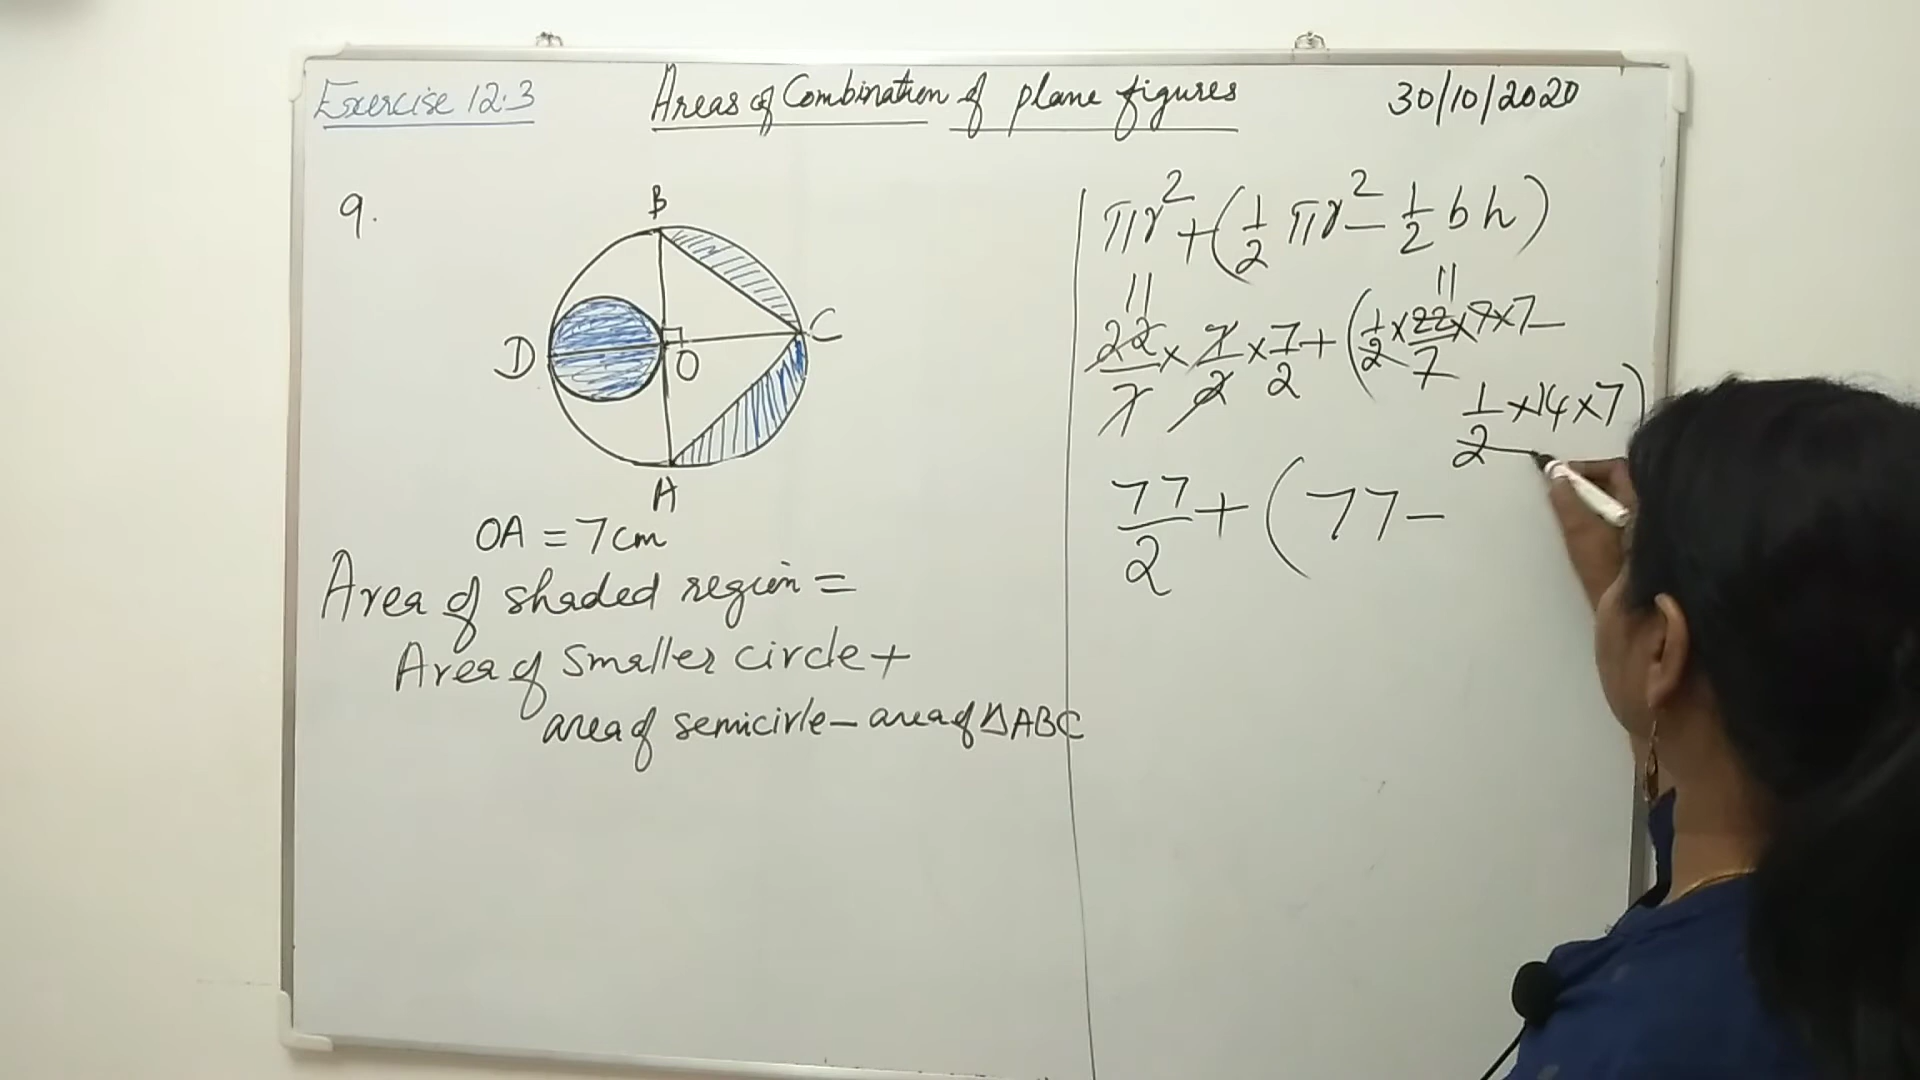 Exercise 12.3
Areas of Combination of plane figures
30/10/2020
9.
B
C
D
O
A
OA = 7cm
Area of shaded region =
Area of smaller circle +
area of semicirle – area of ΔABC
πr² + (1/2 πr² – 1/2 b h)
11 11
22/7 × 7/2 × 7/2 + (1/2 × 22/7 × 7 × 7 –
1/2 × 14 × 7)
77/2 + (77 –